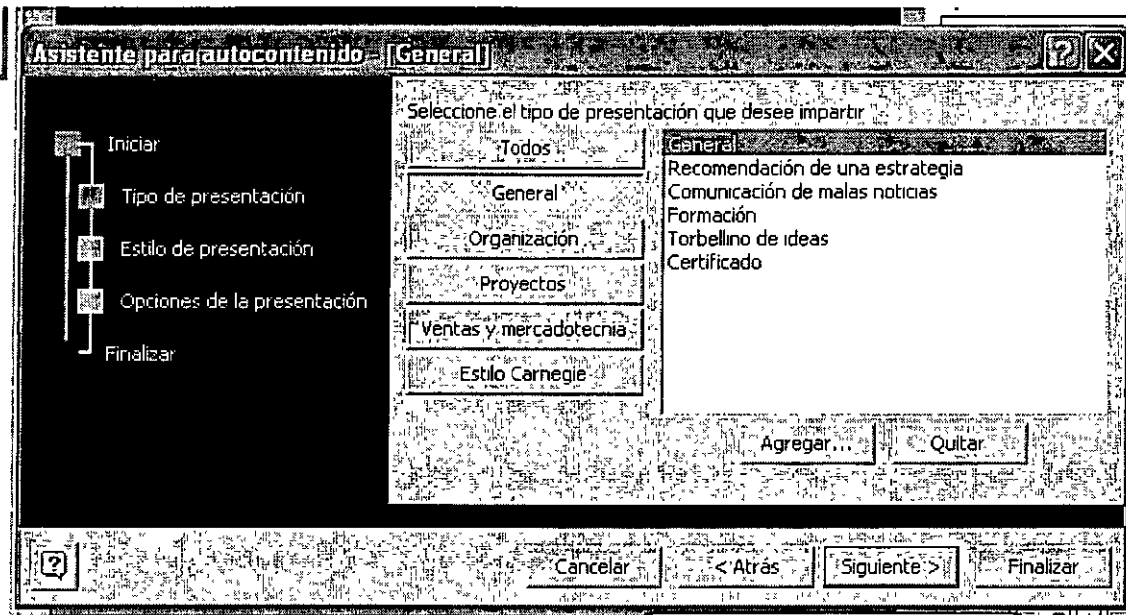 Asistente para autocontenido - [General]
Iniciar
Tipo de presentación
Estilo de presentación
Opciones de la presentación
Finalizar
Seleccione el tipo de presentación que desee impartir
Todos
General
Organización
Proyectos
Ventas y mercadotecnia
Estilo Carnegie
General
Recomendación de una estrategia
Comunicación de malas noticias
Formación
Torbellino de ideas
Certificado
Agregar... Quitar
Cancelar < Atrás Siguiente > Finalizar